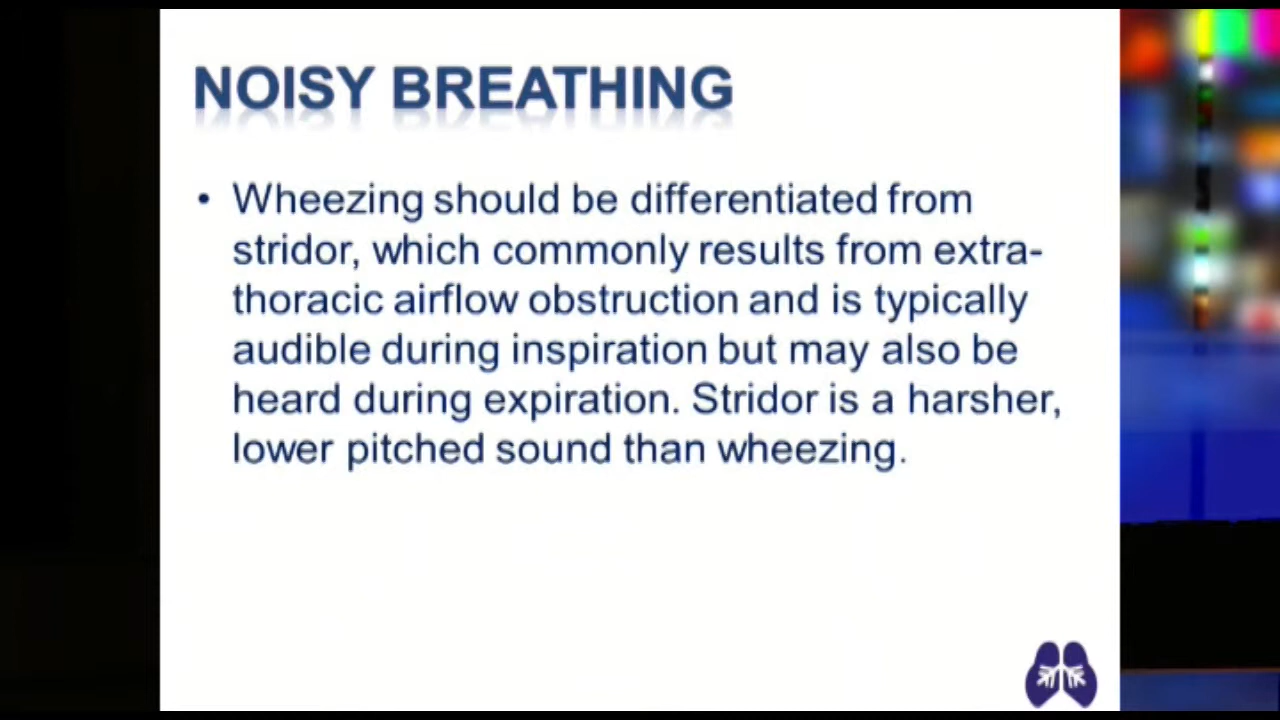 NOISY BREATHING
• Wheezing should be differentiated from
stridor, which commonly results from extra-
thoracic airflow obstruction and is typically
audible during inspiration but may also be
heard during expiration. Stridor is a harsher,
lower pitched sound than wheezing.